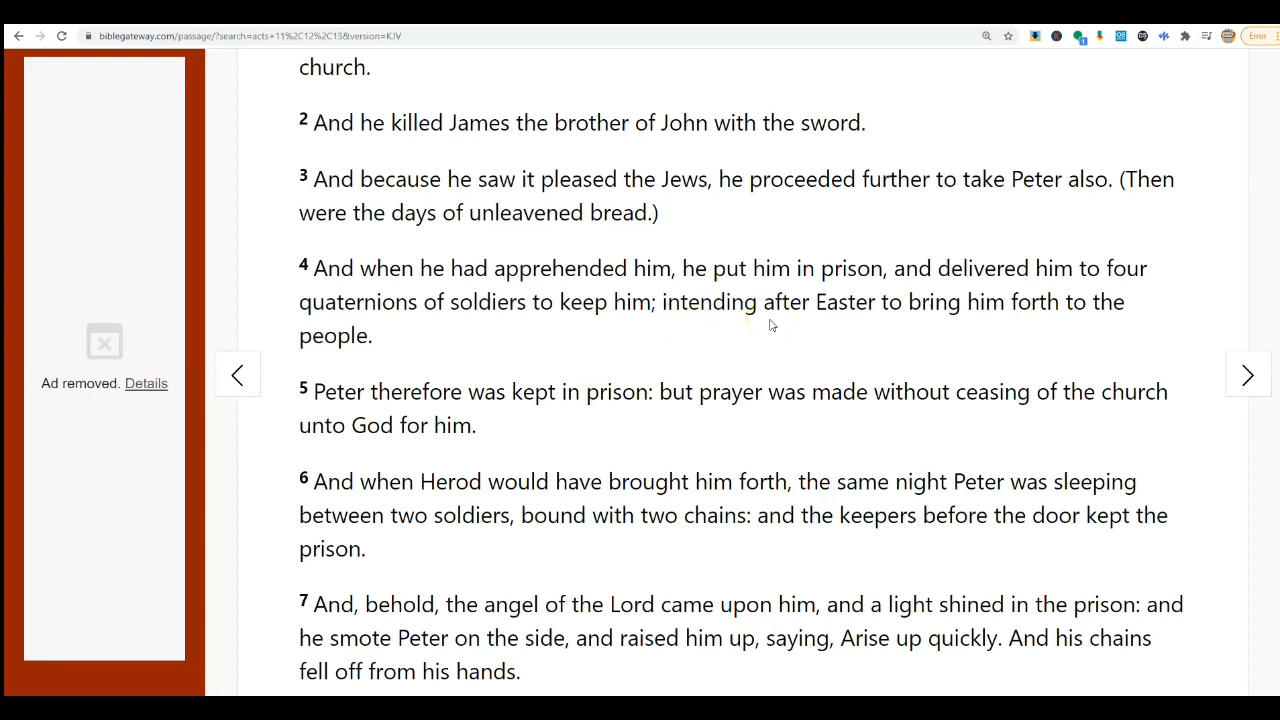 biblegateway.com/passage/?search=acts+11%2C12%2C13&version=KJV
Error
church.
2 And he killed James the brother of John with the sword.
3 And because he saw it pleased the Jews, he proceeded further to take Peter also. (Then
were the days of unleavened bread.)
4 And when he had apprehended him, he put him in prison, and delivered him to four
quaternions of soldiers to keep him; intending after Easter to bring him forth to the
people.
Ad removed. Details
5 Peter therefore was kept in prison: but prayer was made without ceasing of the church
unto God for him.
6 And when Herod would have brought him forth, the same night Peter was sleeping
between two soldiers, bound with two chains: and the keepers before the door kept the
prison.
7 And, behold, the angel of the Lord came upon him, and a light shined in the prison: and
he smote Peter on the side, and raised him up, saying, Arise up quickly. And his chains
fell off from his hands.